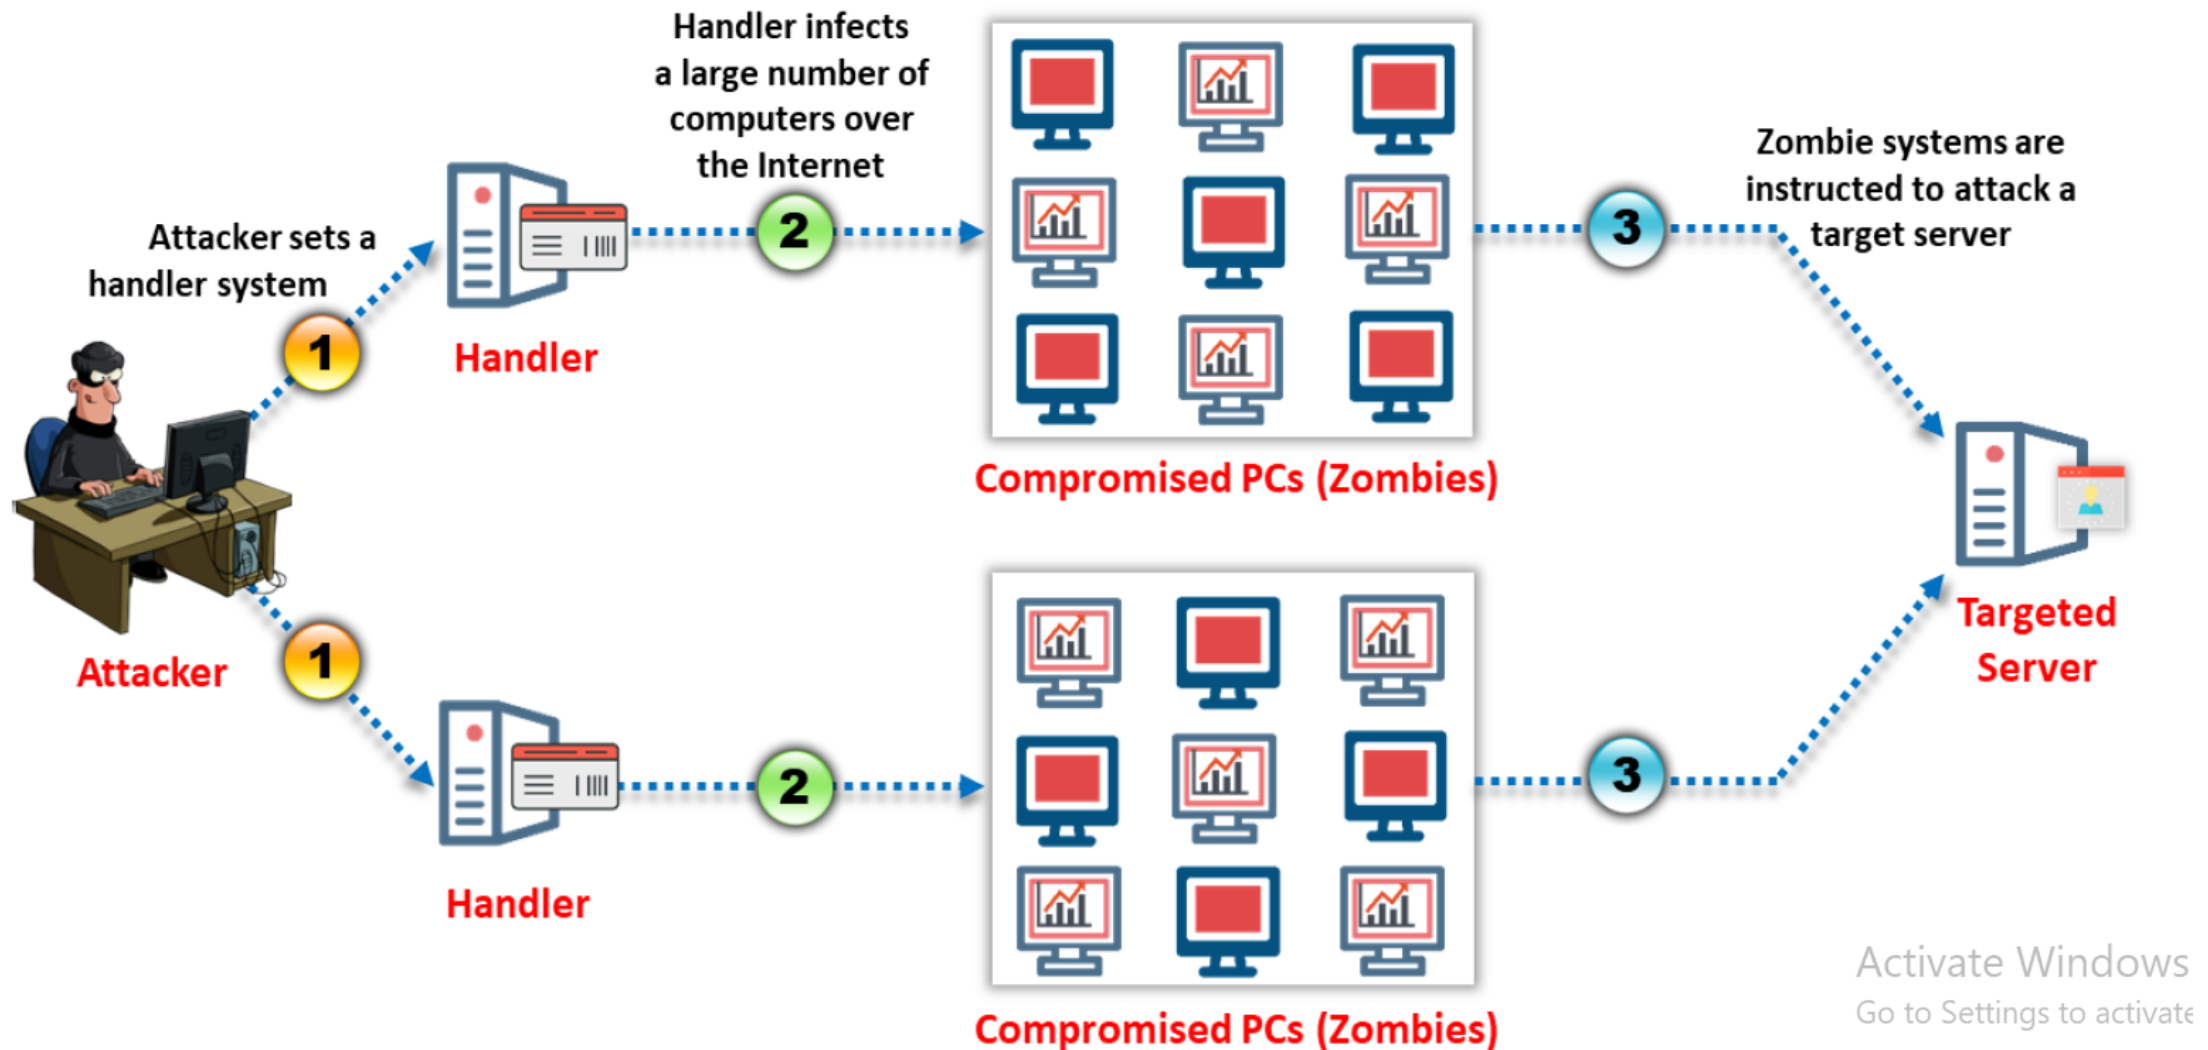 Handler infects
a large number of
computers over
the Internet
Attacker sets a
handler system
Zombie systems are
instructed to attack a
target server
1
2
3
Handler
Compromised PCs (Zombies)
Attacker
1
Targeted
Server
2
3
Handler
Compromised PCs (Zombies)
Activate Windows
Go to Settings to activate